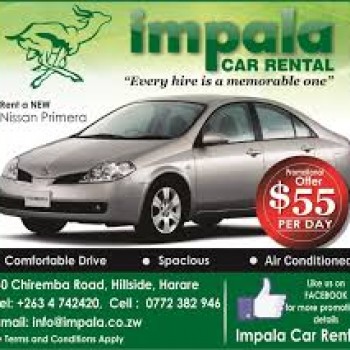 impala
CAR RENTAL
“Every hire is a memorable one”
Rent a NEW
Nissan Primera
Promotional
Offer
$55
PER DAY
Comfortable Drive • Spacious • Air Conditioned
0 Chiremba Road, Hillside, Harare
el: +263 4 742420, Cell : 0772 382 946
mail: info@impala.co.zw
Terms and Conditions Apply
Like us on
FACEBOOK
for more promotion
details
Impala Car Rent